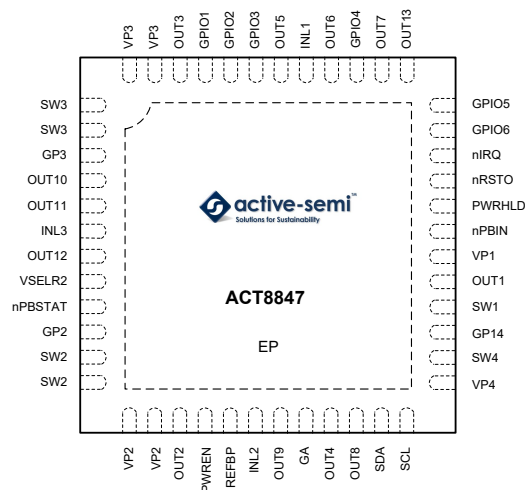 VP3
VP3
OUT3
GPIO1
GPIO2
GPIO3
OUT5
INL1
OUT6
GPIO4
OUT7
OUT13
SW3
SW3
GP3
OUT10
OUT11
INL3
OUT12
VSELR2
nPBSTAT
GP2
SW2
SW2
GPIO5
GPIO6
nIRQ
nRSTO
PWRHLD
nPBIN
VP1
OUT1
SW1
GP14
SW4
VP4
active-semi™
Solutions for Sustainability
ACT8847
EP
VP2
VP2
OUT2
PWREN
REFBP
INL2
OUT9
GA
OUT4
OUT8
SDA
SCL